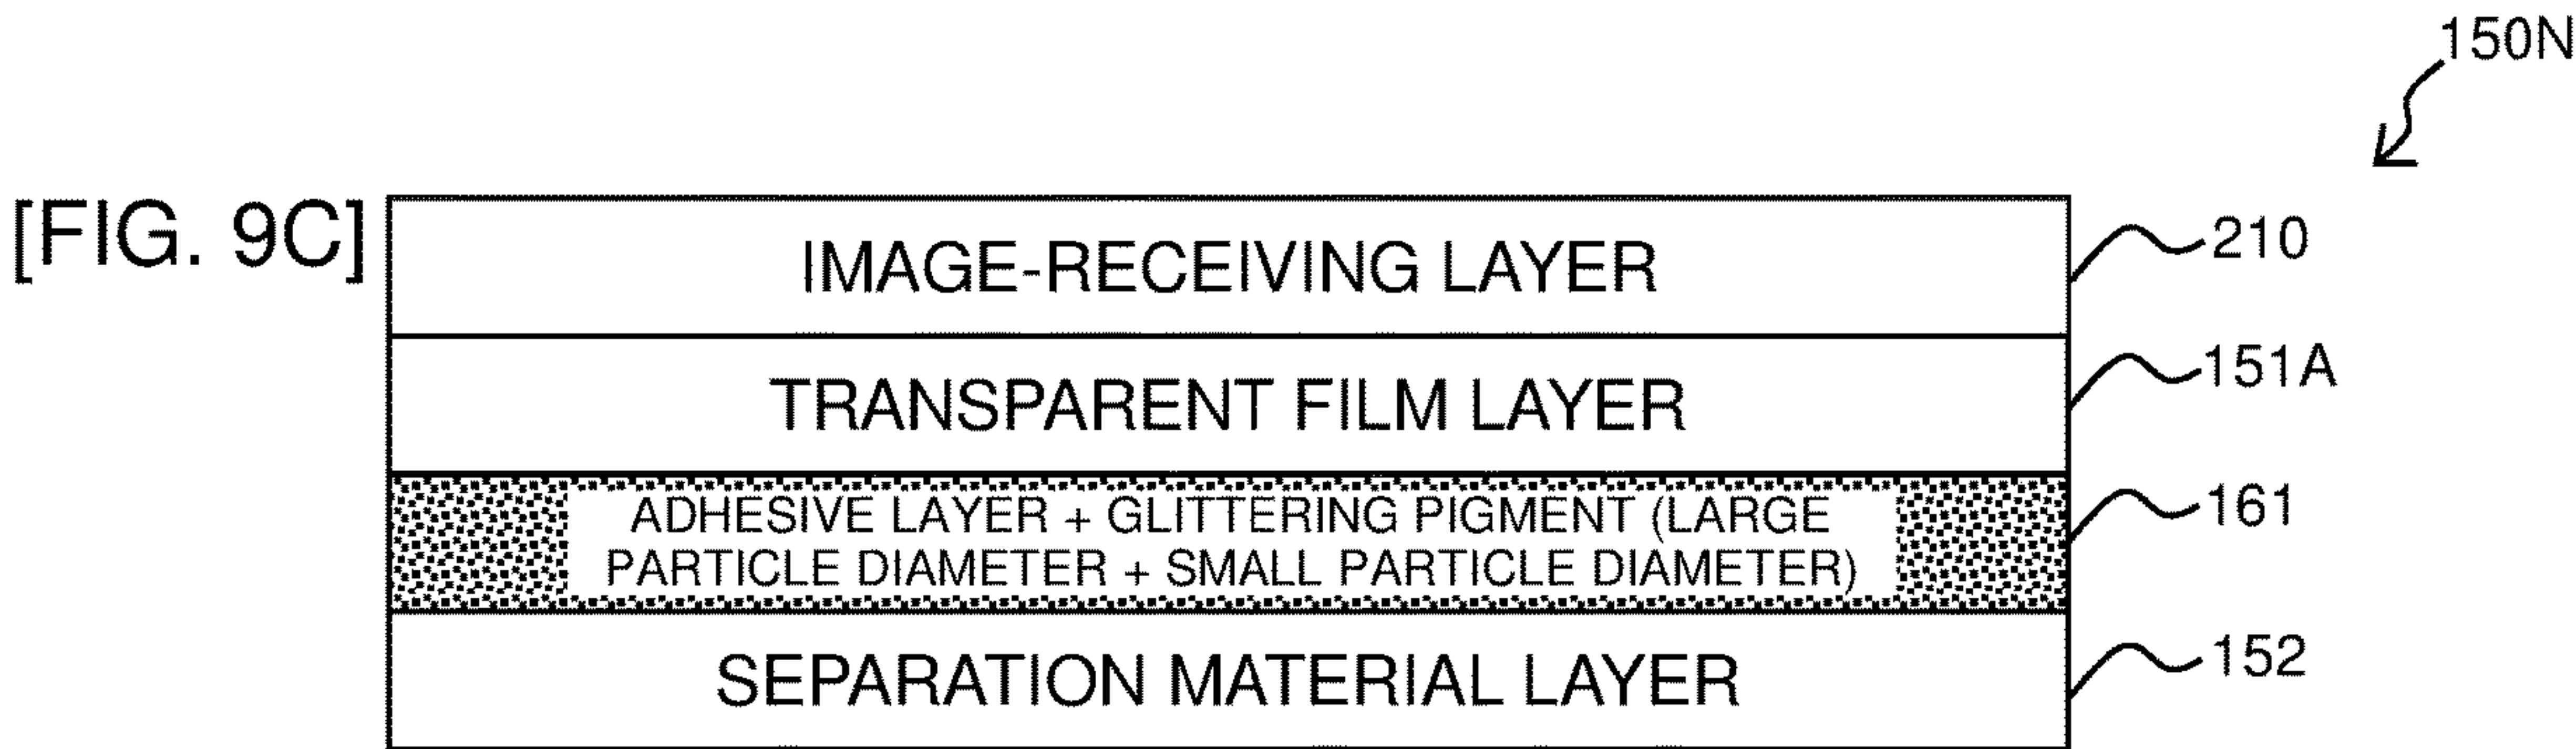 150N
[FIG. 9C]
IMAGE-RECEIVING LAYER
210
TRANSPARENT FILM LAYER
151A
ADHESIVE LAYER + GLITTERING PIGMENT (LARGE
PARTICLE DIAMETER + SMALL PARTICLE DIAMETER)
161
SEPARATION MATERIAL LAYER
152